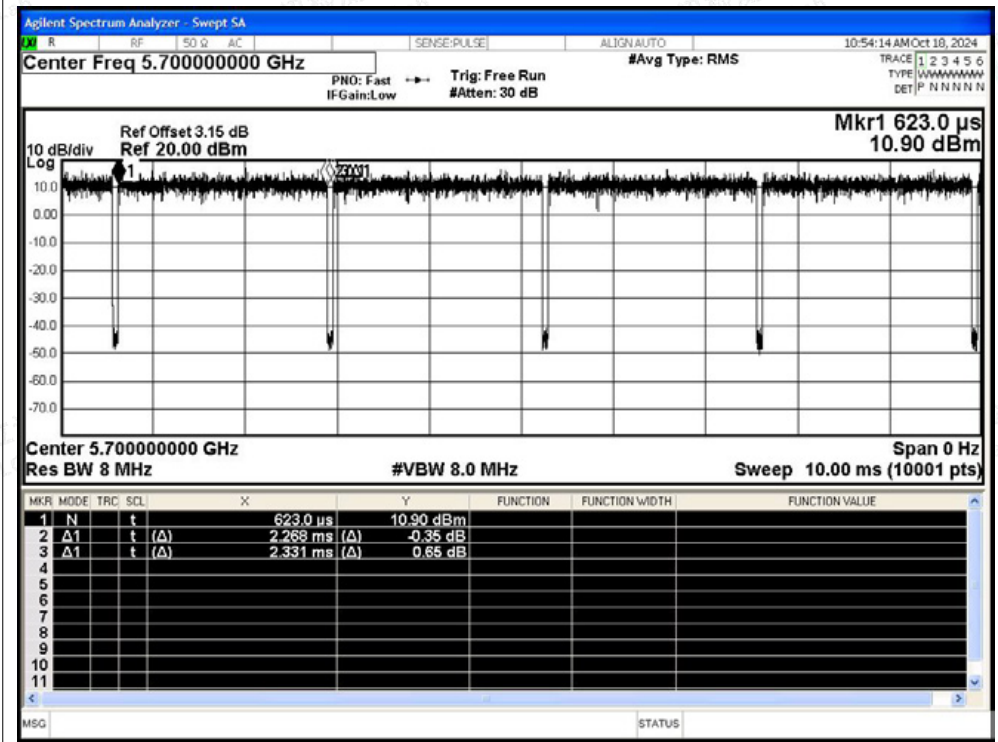 Agilent Spectrum Analyzer - Swept SA
LXI R RF 50 Ω AC SENSE:PULSE ALIGN AUTO 10:54:14 AM Oct 18, 2024
Center Freq 5.700000000 GHz #Avg Type: RMS TRACE 1 2 3 4 5 6
PNO: Fast Trig: Free Run TYPE WWWWWW
IFGain:Low #Atten: 30 dB DET P N N N N N
Mkr1 623.0 µs
Ref Offset 3.15 dB
10 dB/div Ref 20.00 dBm 10.90 dBm
Log
1
10.0
0.00
-10.0
-20.0
-30.0
-40.0
-50.0
-60.0
-70.0
Center 5.700000000 GHz Span 0 Hz
Res BW 8 MHz #VBW 8.0 MHz Sweep 10.00 ms (10001 pts)
MKR MODE TRC SCL X Y FUNCTION FUNCTION WIDTH FUNCTION VALUE
1 N t 623.0 µs 10.90 dBm
2 Δ1 t (Δ) 2.268 ms (Δ) -0.35 dB
3 Δ1 t (Δ) 2.331 ms (Δ) 0.65 dB
4
5
6
7
8
9
10
11
MSG STATUS